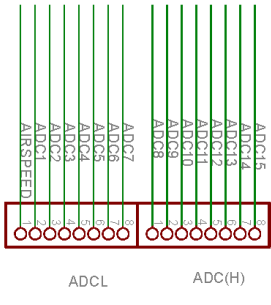 AIRSPEED
ADC1
ADC2
ADC3
ADC4
ADC5
ADC6
ADC7
ADC8
ADC9
ADC10
ADC11
ADC12
ADC13
ADC14
ADC15
1 2 3 4 5 6 7 8
1 2 3 4 5 6 7 8
ADCL
ADC(H)